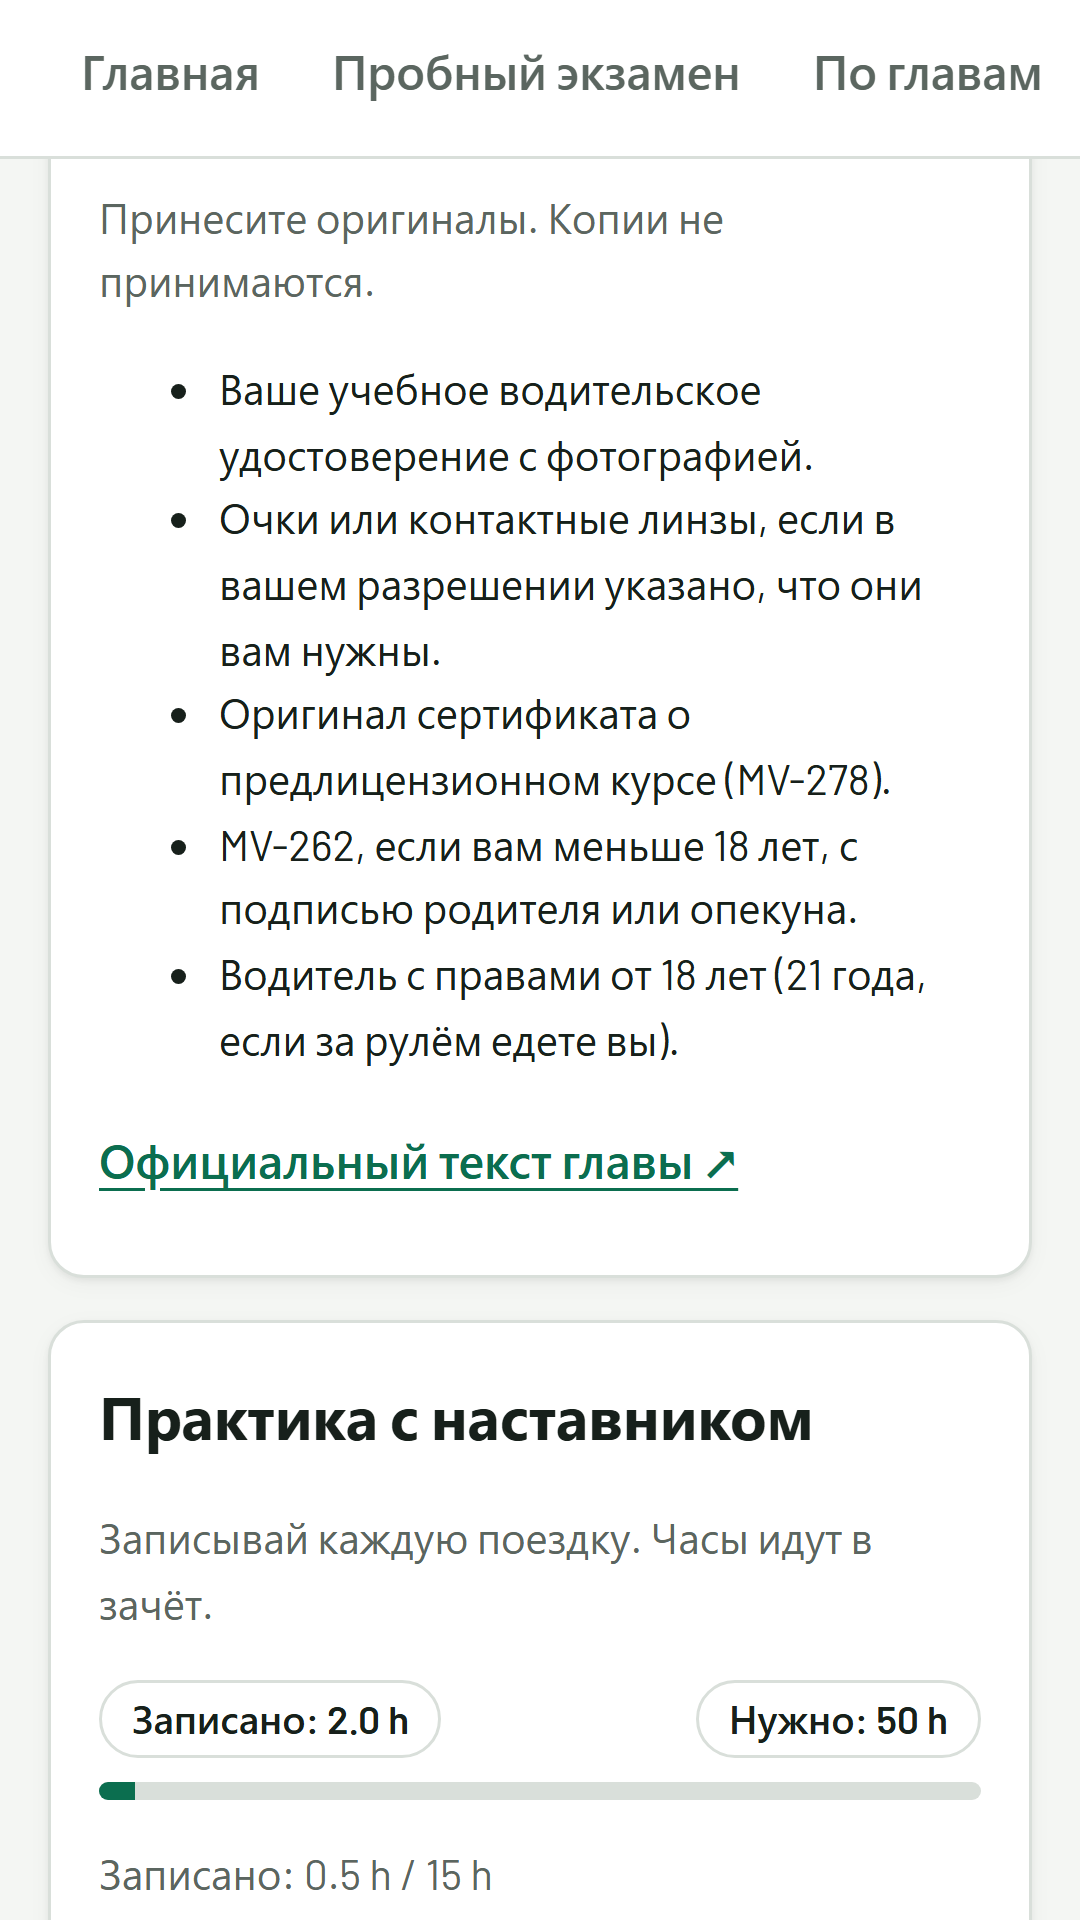 Главная Пробный экзамен По главам
Принесите оригиналы. Копии не
принимаются.
• Ваше учебное водительское
удостоверение с фотографией.
• Очки или контактные линзы, если в
вашем разрешении указано, что они
вам нужны.
• Оригинал сертификата о
предлицензионном курсе (MV-278).
• MV-262, если вам меньше 18 лет, с
подписью родителя или опекуна.
• Водитель с правами от 18 лет (21 года,
если за рулём едете вы).
Официальный текст главы ↗
Практика с наставником
Записывай каждую поездку. Часы идут в
зачёт.
Записано: 2.0 h Нужно: 50 h
Записано: 0.5 h / 15 h